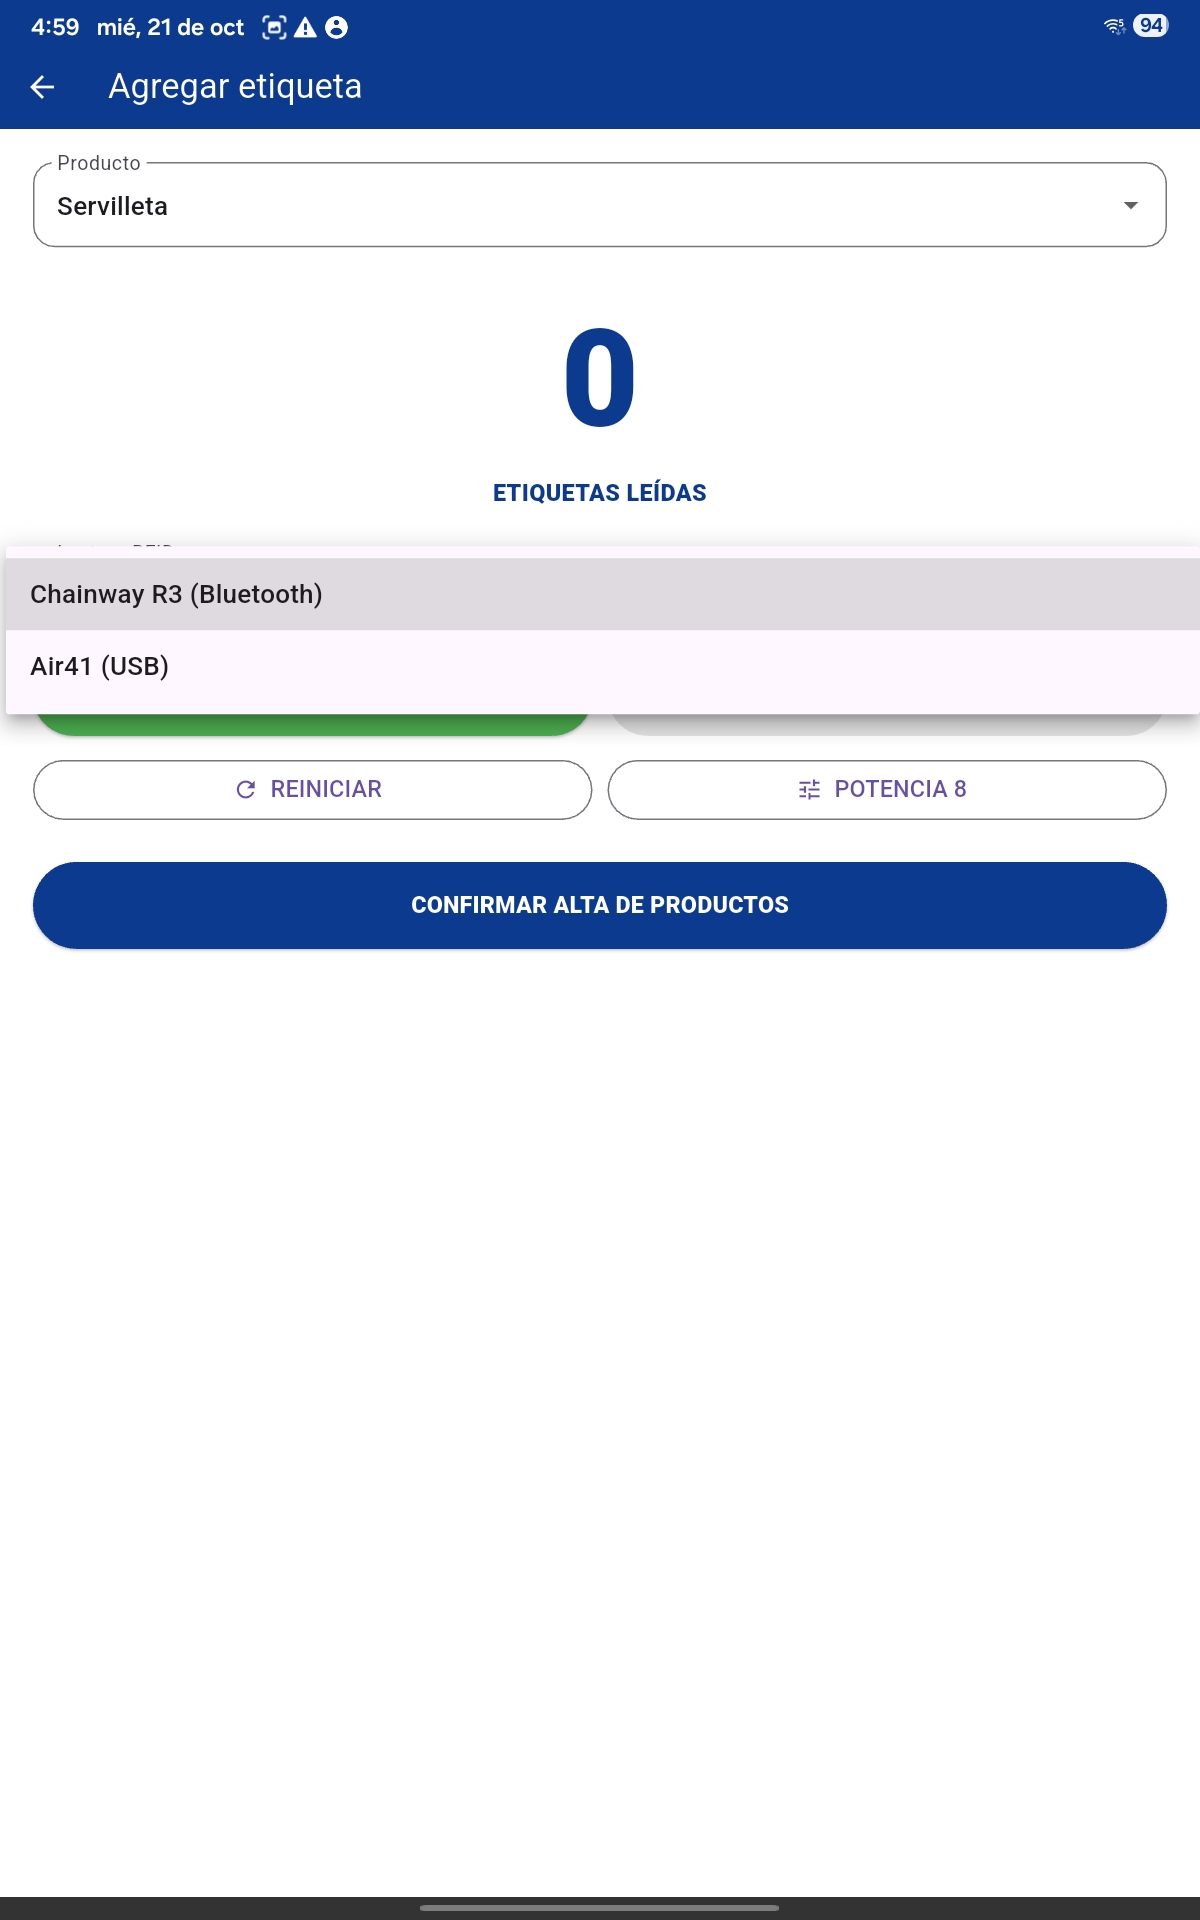 4:59 mié, 21 de oct 94
Agregar etiqueta
Producto
Servilleta
0
ETIQUETAS LEÍDAS
Chainway R3 (Bluetooth)
Air41 (USB)
REINICIAR
POTENCIA 8
CONFIRMAR ALTA DE PRODUCTOS